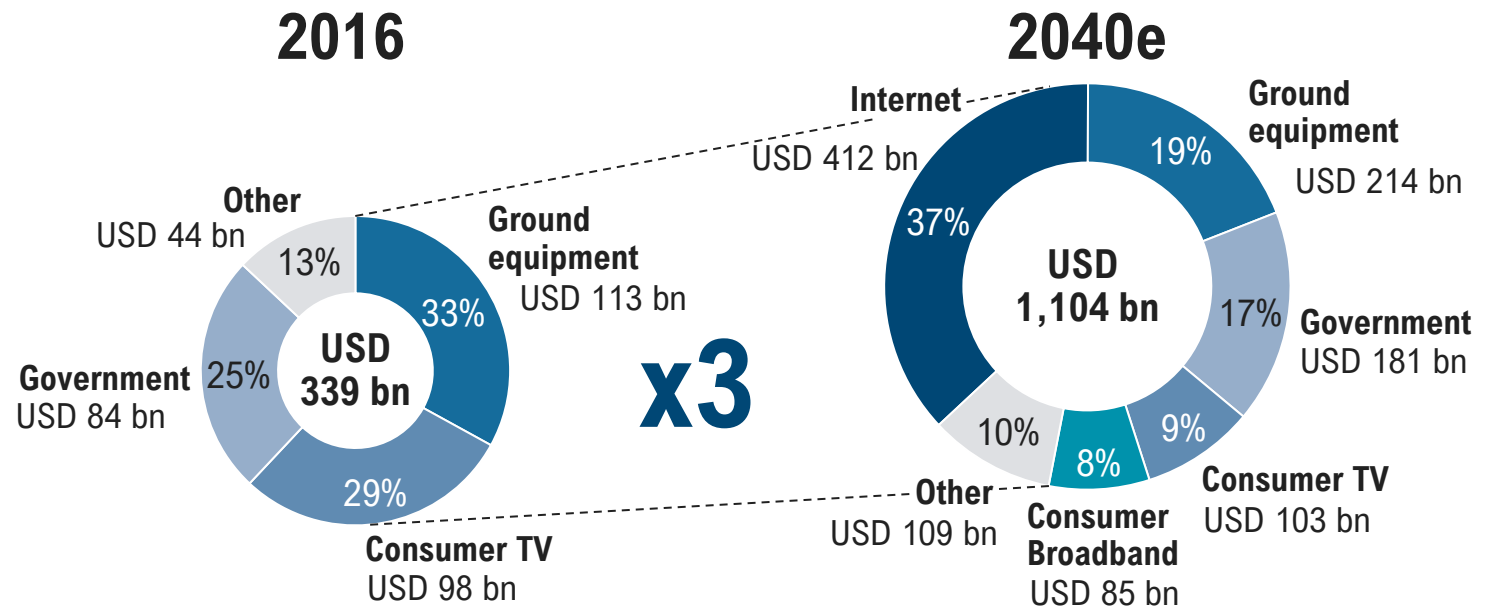 2016
Other
USD 44 bn
13%
Ground
equipment
USD 113 bn
33%
Government
USD 84 bn
25%
USD
339 bn
29%
Consumer TV
USD 98 bn
x3
2040e
Internet
USD 412 bn
37%
Ground
equipment
USD 214 bn
19%
USD
1,104 bn
17%
Government
USD 181 bn
9%
Consumer TV
USD 103 bn
8%
Consumer
Broadband
USD 85 bn
10%
Other
USD 109 bn